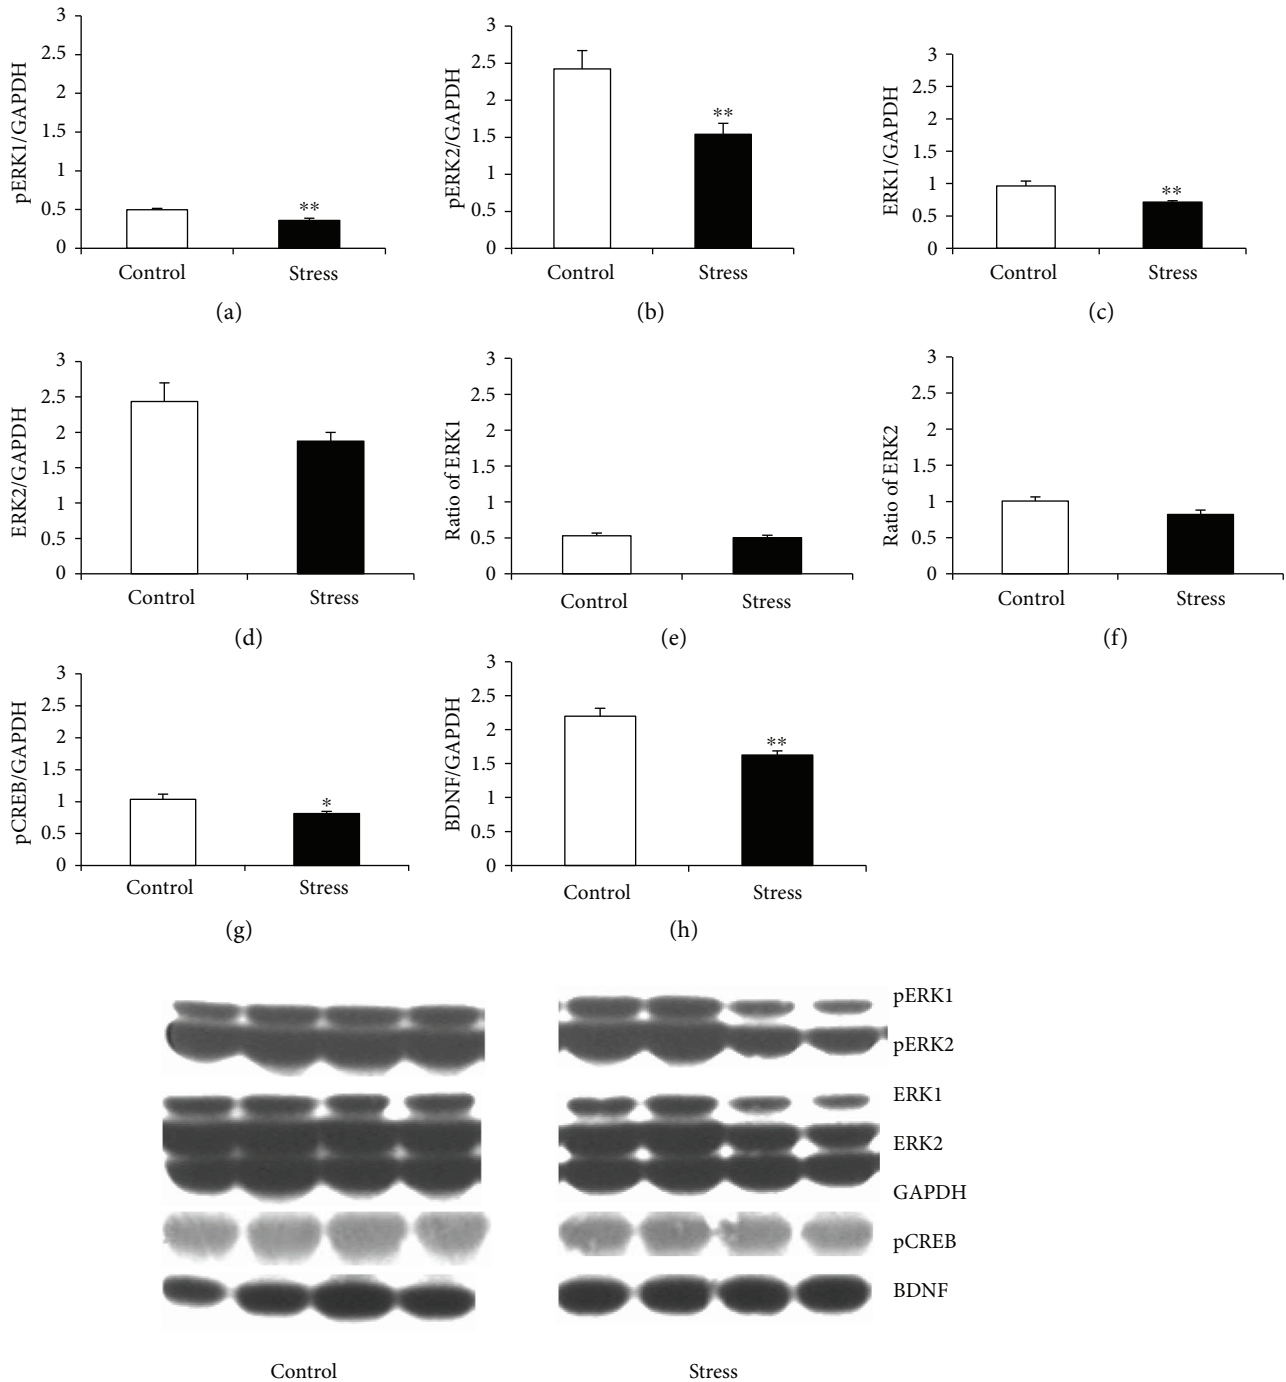 3
2.5
2
1.5
1
0.5
0
pERK1/GAPDH
**
Control
Stress
(a)
3
2.5
2
1.5
1
0.5
0
pERK2/GAPDH
**
Control
Stress
(b)
3
2.5
2
1.5
1
0.5
0
ERK1/GAPDH
**
Control
Stress
(c)
3
2.5
2
1.5
1
0.5
0
ERK2/GAPDH
Control
Stress
(d)
3
2.5
2
1.5
1
0.5
0
Ratio of ERK1
Control
Stress
(e)
3
2.5
2
1.5
1
0.5
0
Ratio of ERK2
Control
Stress
(f)
3
2.5
2
1.5
1
0.5
0
pCREB/GAPDH
*
Control
Stress
(g)
3
2.5
2
1.5
1
0.5
0
BDNF/GAPDH
**
Control
Stress
(h)
pERK1
pERK2
ERK1
ERK2
GAPDH
pCREB
BDNF
Control
Stress